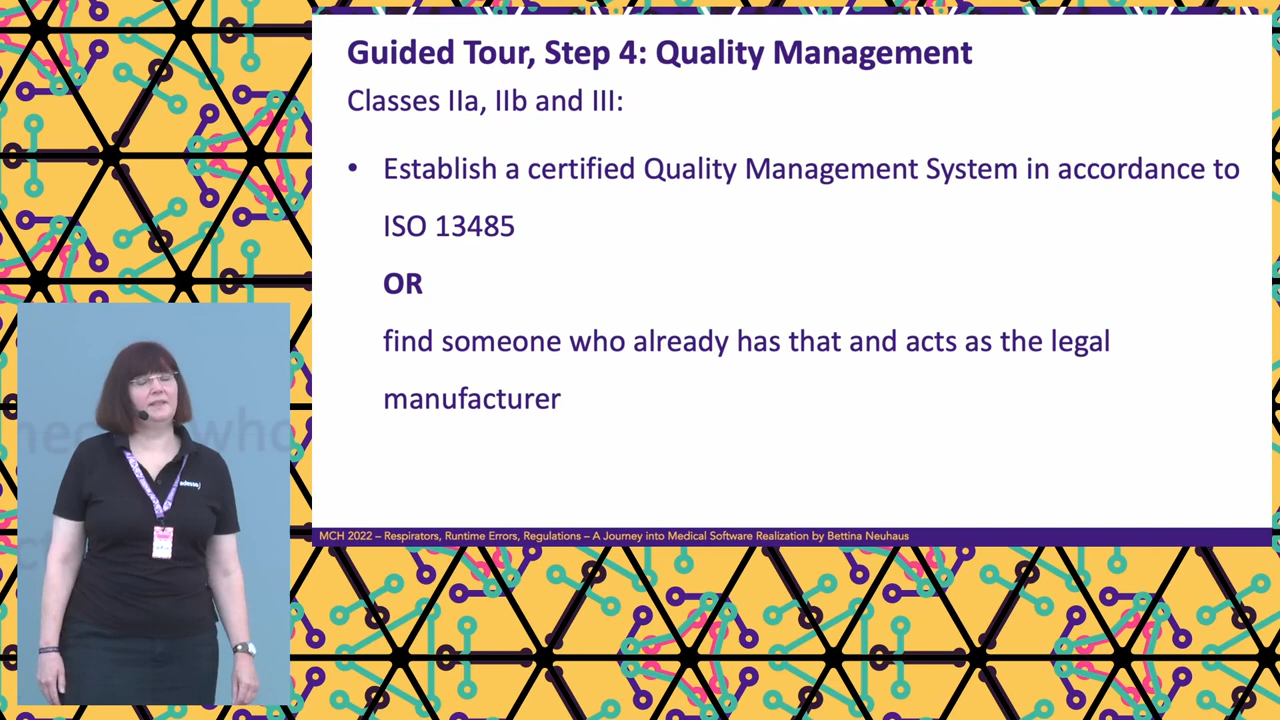 Guided Tour, Step 4: Quality Management
Classes IIa, IIb and III:
• Establish a certified Quality Management System in accordance to
ISO 13485
OR
find someone who already has that and acts as the legal
manufacturer
who
adesso
MCH 2022 – Respirators, Runtime Errors, Regulations – A Journey into Medical Software Realization by Bettina Neuhaus